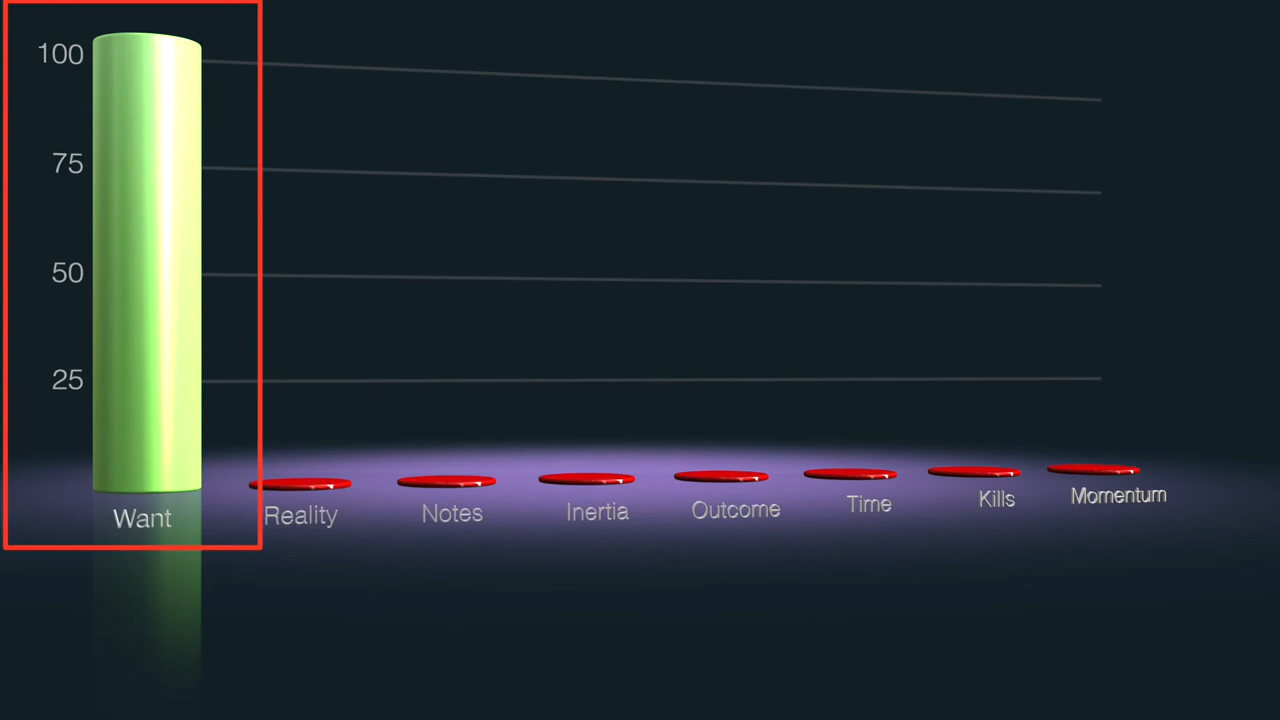 100
75
50
25
Want
Reality
Notes
Inertia
Outcome
Time
Kills
Momentum